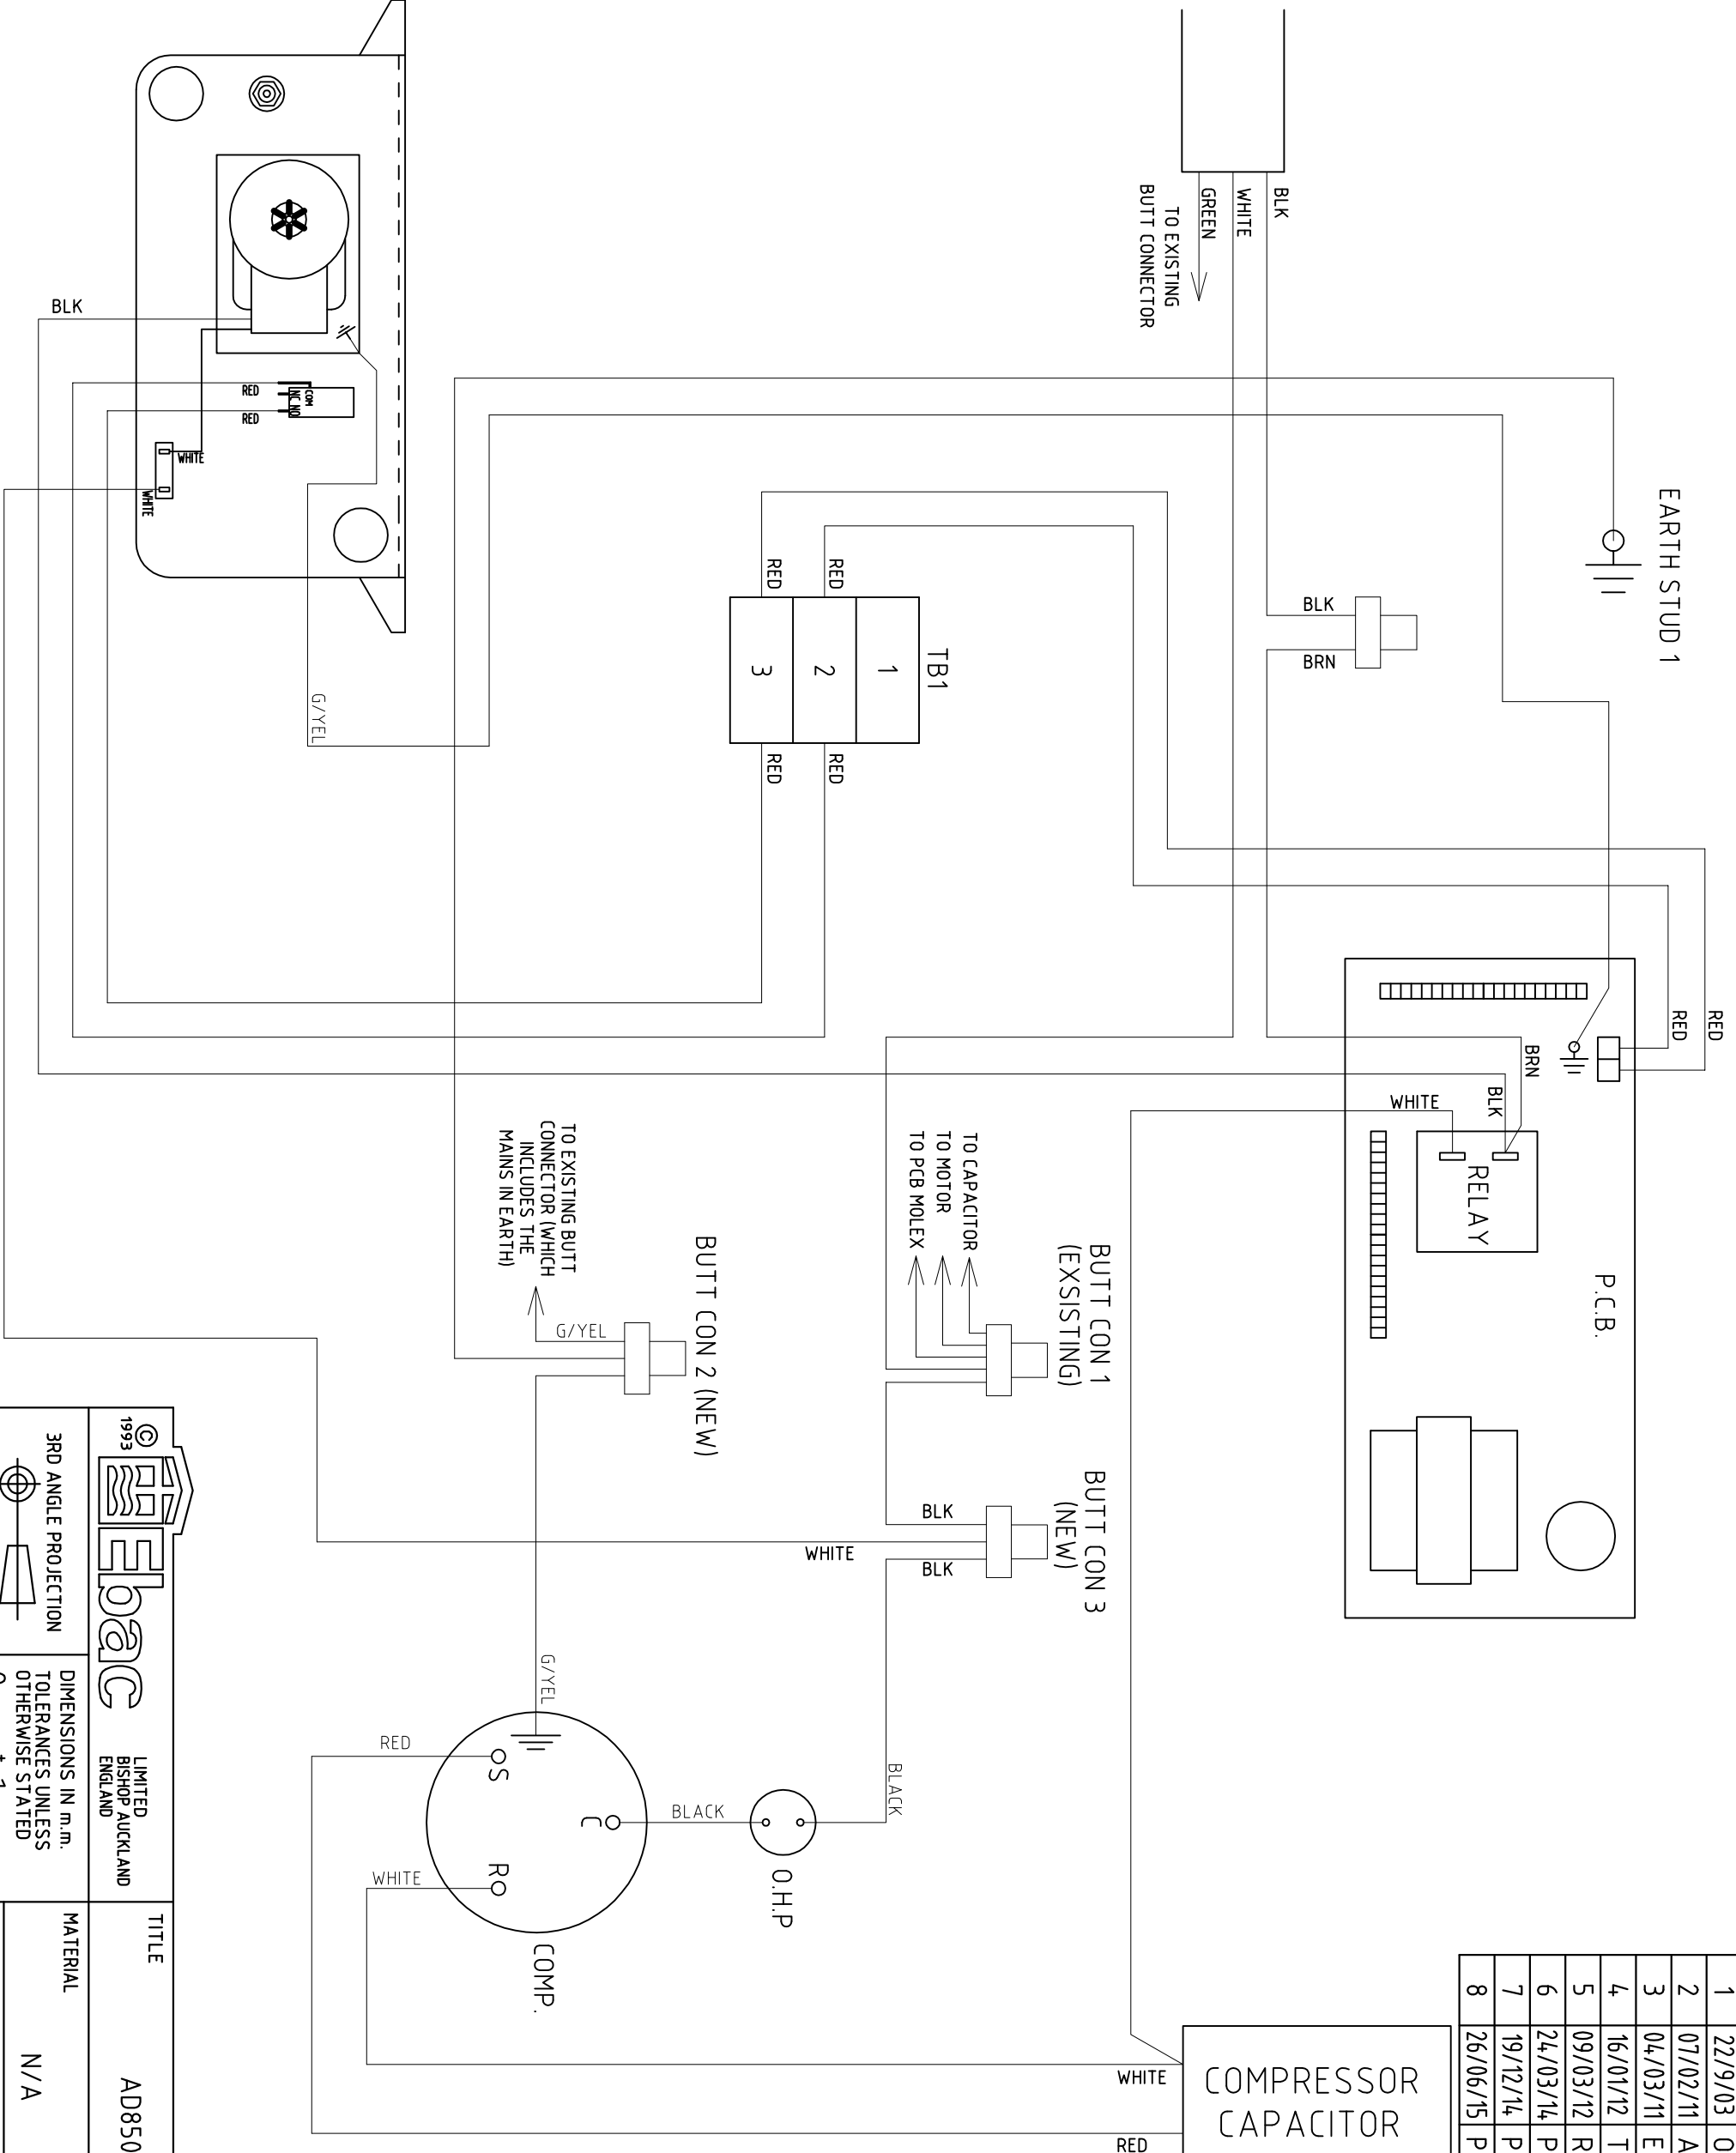 BLK
WHITE
GREEN
TO EXISTING
BUTT CONNECTOR
EARTH STUD 1
BLK
BRN
TB1
1
2
3
RED
RED
RED
RED
BLK
COM
NC NO
RED
RED
WHITE
WHITE
G/YEL
RED
RED
BRN
BLK
WHITE
RELAY
P.C.B.
TO CAPACITOR
TO MOTOR
TO PCB MOLEX
BUTT CON 1
(EXSISTING)
TO EXISTING BUTT
CONNECTOR (WHICH
INCLUDES THE
MAINS IN EARTH)
G/YEL
BUTT CON 2 (NEW)
BUTT CON 3
(NEW)
BLK
WHITE
BLK
G/YEL
BLACK
BLACK
O.H.P
RED
WHITE
S
C
R
COMP.
WHITE
RED
COMPRESSOR
CAPACITOR
1 22/9/03
2 07/02/11 A
3 04/03/11 E
4 16/01/12 T
5 09/03/12 R
6 24/03/14 P
7 19/12/14 P
8 26/06/15 P
© 1993
Ebac
LIMITED
BISHOP AUCKLAND
ENGLAND
TITLE
AD850
3RD ANGLE PROJECTION
DIMENSIONS IN m.m.
TOLERANCES UNLESS
OTHERWISE STATED
MATERIAL
N/A